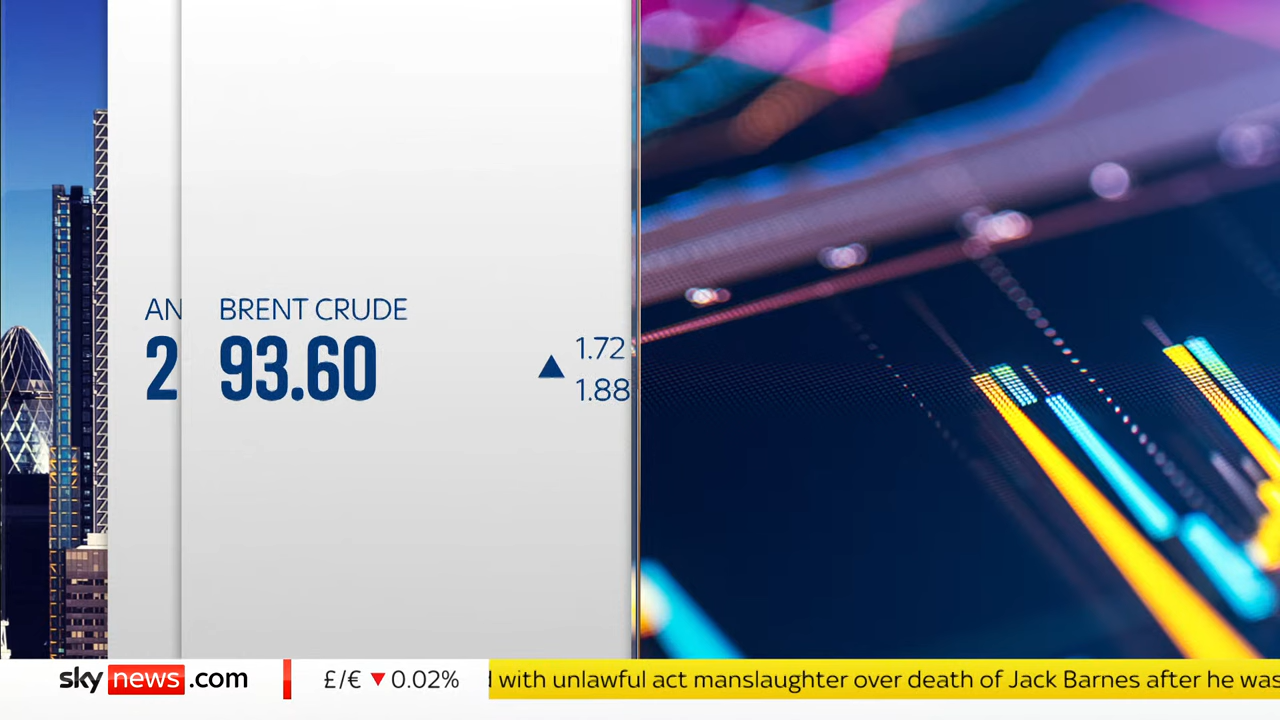 AN
2
BRENT CRUDE
93.60
▲ 1.72
1.88
sky news .com
£/€ ▼ 0.02%
with unlawful act manslaughter over death of Jack Barnes after he was